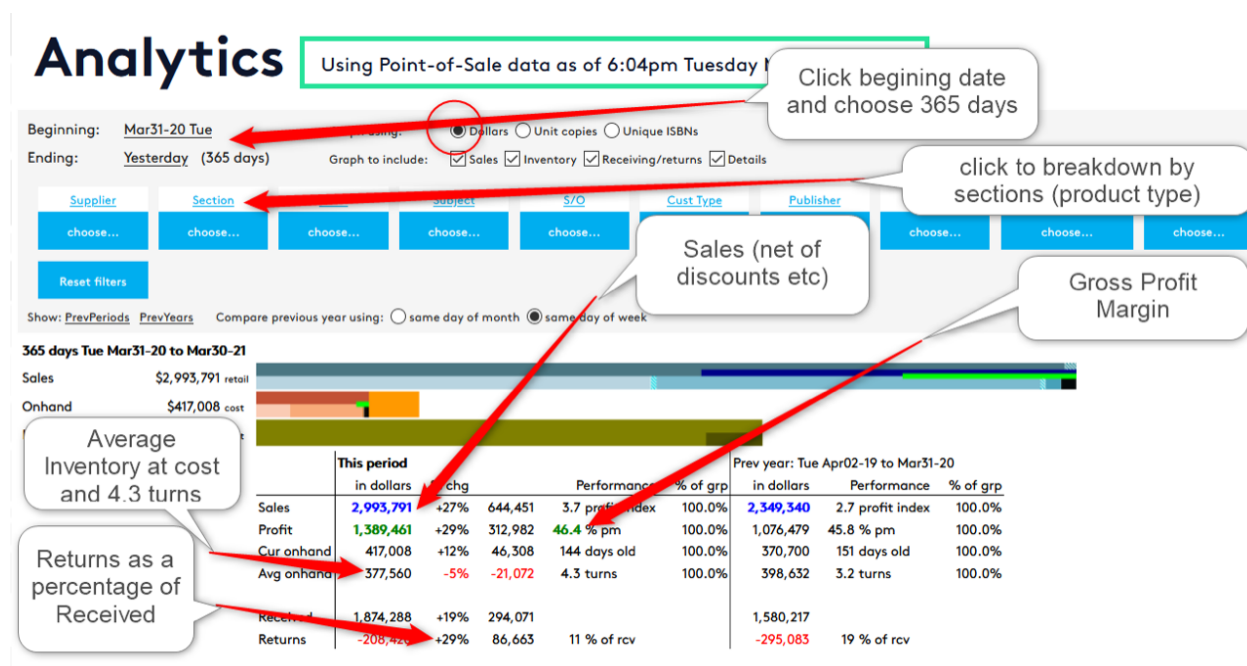 Analytics
Using Point-of-Sale data as of 6:04pm Tuesday
Click begining date
and choose 365 days
Beginning: Mar31-20 Tue
Dollars Unit copies Unique ISBNs
Ending: Yesterday (365 days)
Graph to include: Sales Inventory Receiving/returns Details
click to breakdown by
sections (product type)
Supplier Section Subject S/O Cust Type Publisher
choose... choose... choose... choose... choose... choose... choose... choose...
Reset filters
Sales (net of
discounts etc)
Gross Profit
Margin
Show: PrevPeriods PrevYears Compare previous year using: same day of month same day of week
365 days Tue Mar31-20 to Mar30-21
Sales $2,993,791 retail
Onhand $417,008 cost
Average
Inventory at cost
and 4.3 turns
Returns as a
percentage of
Received
This period Prev year: Tue Apr02-19 to Mar31-20
in dollars chg Performance % of grp in dollars Performance % of grp
Sales 2,993,791 +27% 644,451 3.7 profit index 100.0% 2,349,340 2.7 profit index 100.0%
Profit 1,389,461 +29% 312,982 46.4 % pm 100.0% 1,076,479 45.8 % pm 100.0%
Cur onhand 417,008 +12% 46,308 144 days old 100.0% 370,700 151 days old 100.0%
Avg onhand 377,560 -5% -21,072 4.3 turns 100.0% 398,632 3.2 turns 100.0%
Received 1,874,288 +19% 294,071 1,580,217
Returns +29% 86,663 11 % of rcv -295,083 19 % of rcv